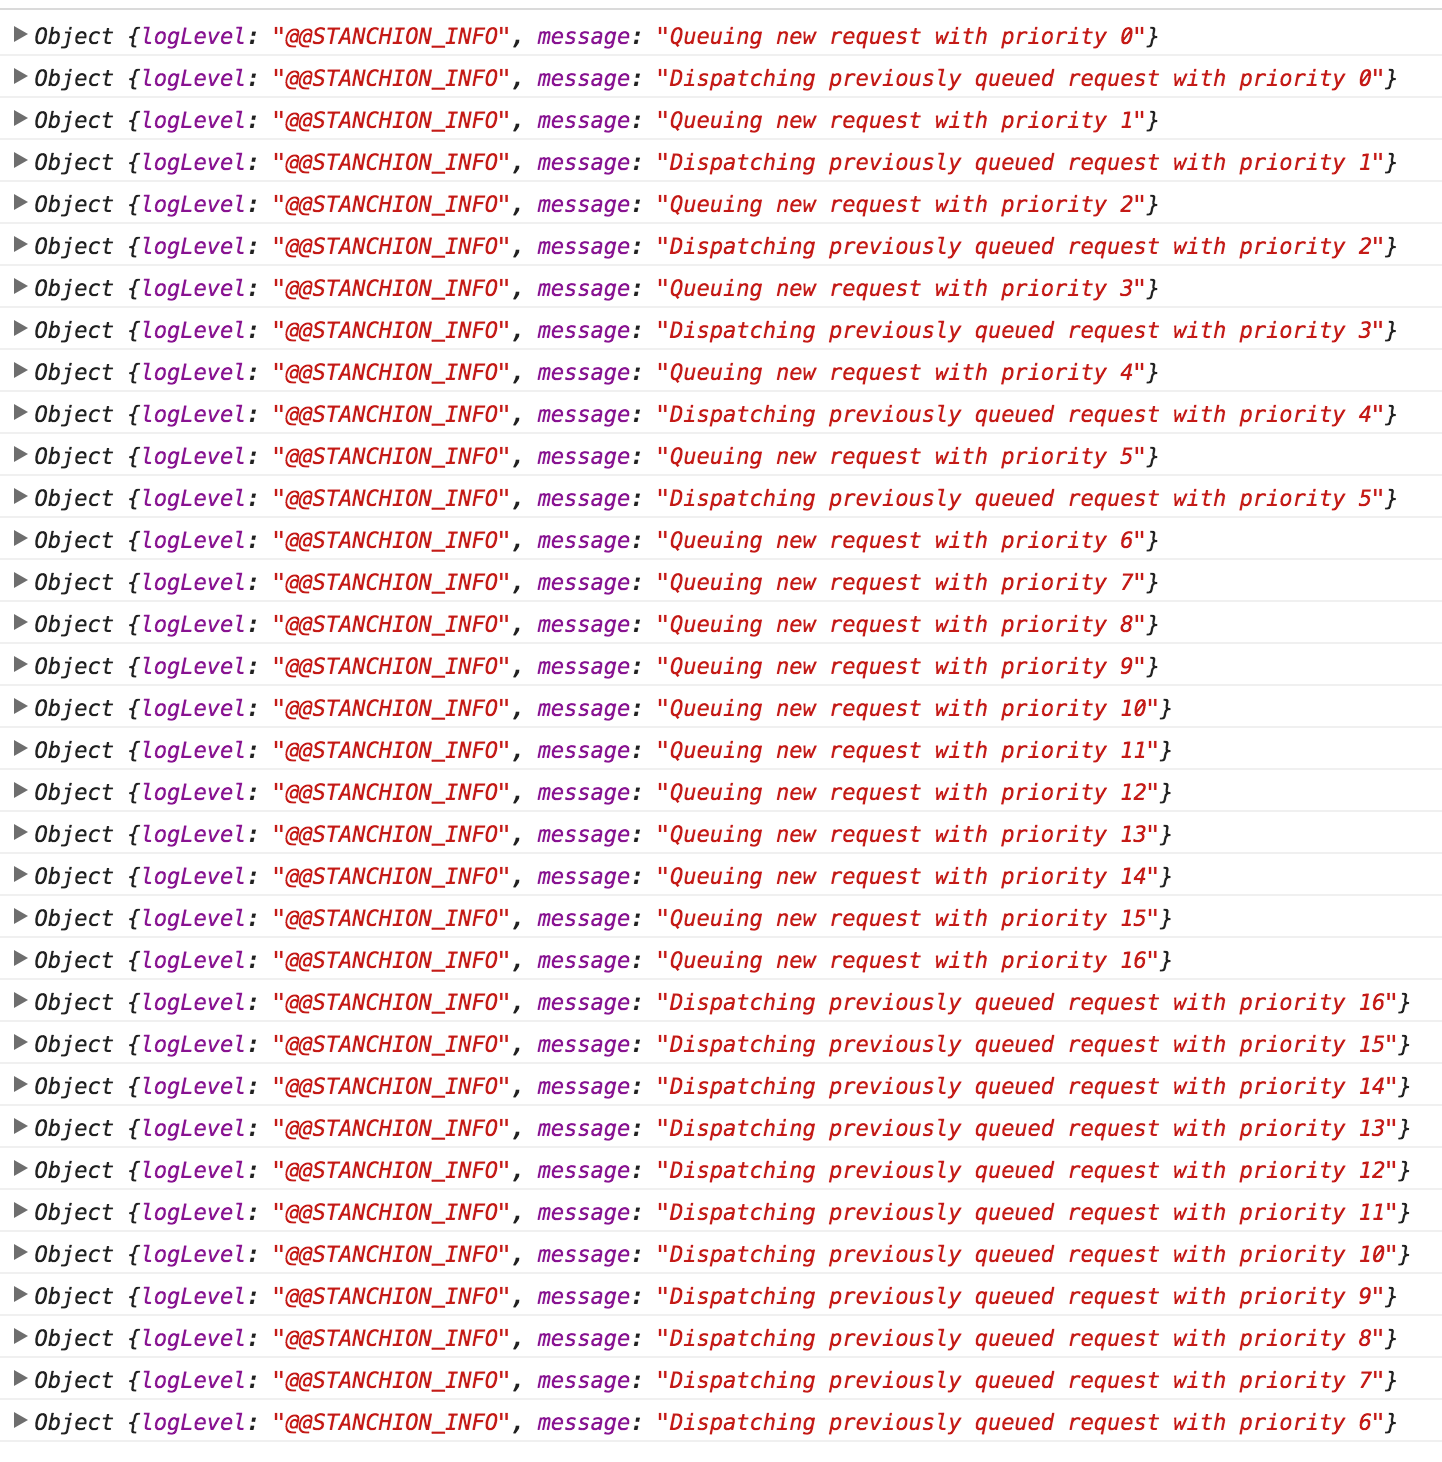 Object {logLevel: "@@STANCHION_INFO", message: "Queuing new request with priority 0"}
Object {logLevel: "@@STANCHION_INFO", message: "Dispatching previously queued request with priority 0"}
Object {logLevel: "@@STANCHION_INFO", message: "Queuing new request with priority 1"}
Object {logLevel: "@@STANCHION_INFO", message: "Dispatching previously queued request with priority 1"}
Object {logLevel: "@@STANCHION_INFO", message: "Queuing new request with priority 2"}
Object {logLevel: "@@STANCHION_INFO", message: "Dispatching previously queued request with priority 2"}
Object {logLevel: "@@STANCHION_INFO", message: "Queuing new request with priority 3"}
Object {logLevel: "@@STANCHION_INFO", message: "Dispatching previously queued request with priority 3"}
Object {logLevel: "@@STANCHION_INFO", message: "Queuing new request with priority 4"}
Object {logLevel: "@@STANCHION_INFO", message: "Dispatching previously queued request with priority 4"}
Object {logLevel: "@@STANCHION_INFO", message: "Queuing new request with priority 5"}
Object {logLevel: "@@STANCHION_INFO", message: "Dispatching previously queued request with priority 5"}
Object {logLevel: "@@STANCHION_INFO", message: "Queuing new request with priority 6"}
Object {logLevel: "@@STANCHION_INFO", message: "Queuing new request with priority 7"}
Object {logLevel: "@@STANCHION_INFO", message: "Queuing new request with priority 8"}
Object {logLevel: "@@STANCHION_INFO", message: "Queuing new request with priority 9"}
Object {logLevel: "@@STANCHION_INFO", message: "Queuing new request with priority 10"}
Object {logLevel: "@@STANCHION_INFO", message: "Queuing new request with priority 11"}
Object {logLevel: "@@STANCHION_INFO", message: "Queuing new request with priority 12"}
Object {logLevel: "@@STANCHION_INFO", message: "Queuing new request with priority 13"}
Object {logLevel: "@@STANCHION_INFO", message: "Queuing new request with priority 14"}
Object {logLevel: "@@STANCHION_INFO", message: "Queuing new request with priority 15"}
Object {logLevel: "@@STANCHION_INFO", message: "Queuing new request with priority 16"}
Object {logLevel: "@@STANCHION_INFO", message: "Dispatching previously queued request with priority 16"}
Object {logLevel: "@@STANCHION_INFO", message: "Dispatching previously queued request with priority 15"}
Object {logLevel: "@@STANCHION_INFO", message: "Dispatching previously queued request with priority 14"}
Object {logLevel: "@@STANCHION_INFO", message: "Dispatching previously queued request with priority 13"}
Object {logLevel: "@@STANCHION_INFO", message: "Dispatching previously queued request with priority 12"}
Object {logLevel: "@@STANCHION_INFO", message: "Dispatching previously queued request with priority 11"}
Object {logLevel: "@@STANCHION_INFO", message: "Dispatching previously queued request with priority 10"}
Object {logLevel: "@@STANCHION_INFO", message: "Dispatching previously queued request with priority 9"}
Object {logLevel: "@@STANCHION_INFO", message: "Dispatching previously queued request with priority 8"}
Object {logLevel: "@@STANCHION_INFO", message: "Dispatching previously queued request with priority 7"}
Object {logLevel: "@@STANCHION_INFO", message: "Dispatching previously queued request with priority 6"}